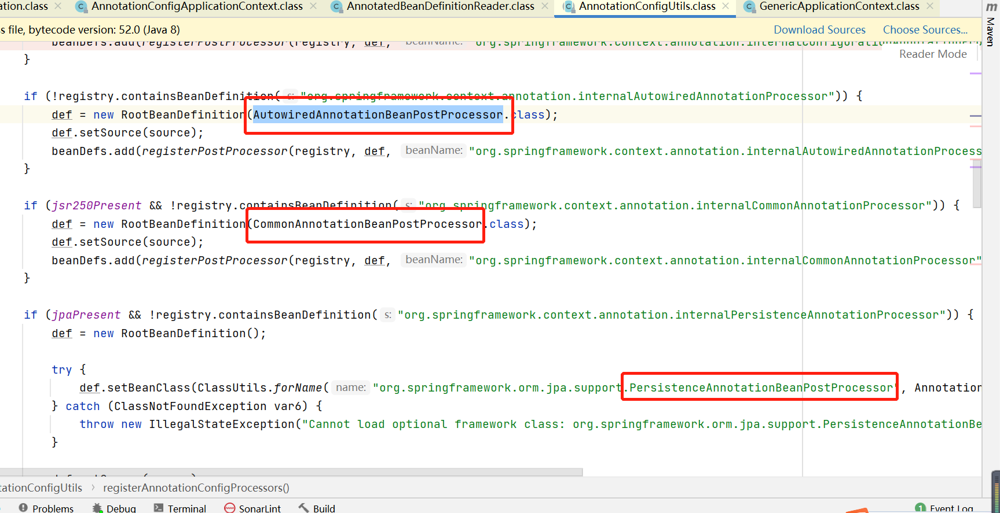 ation.class
AnnotationConfigApplicationContext.class
AnnotatedBeanDefinitionReader.class
AnnotationConfigUtils.class
GenericApplicationContext.class
m
Maven
s file, bytecode version: 52.0 (Java 8)
Download Sources
Choose Sources...
Reader Mode
beanDefs.add(registerPostProcessor(registry, def, beanName: "org.springframework.context.annotation.internalConfigurationAnnotationPro
}
if (!registry.containsBeanDefinition( s: "org.springframework.context.annotation.internalAutowiredAnnotationProcessor")) {
def = new RootBeanDefinition(AutowiredAnnotationBeanPostProcessor.class);
def.setSource(source);
beanDefs.add(registerPostProcessor(registry, def, beanName: "org.springframework.context.annotation.internalAutowiredAnnotationProcess
}
if (jsr250Present && !registry.containsBeanDefinition( s: "org.springframework.context.annotation.internalCommonAnnotationProcessor")) {
def = new RootBeanDefinition(CommonAnnotationBeanPostProcessor.class);
def.setSource(source);
beanDefs.add(registerPostProcessor(registry, def, beanName: "org.springframework.context.annotation.internalCommonAnnotationProcessor"
}
if (jpaPresent && !registry.containsBeanDefinition( s: "org.springframework.context.annotation.internalPersistenceAnnotationProcessor")) {
def = new RootBeanDefinition();
try {
def.setBeanClass(ClassUtils.forName( name: "org.springframework.orm.jpa.support.PersistenceAnnotationBeanPostProcessor", Annotation
} catch (ClassNotFoundException var6) {
throw new IllegalStateException("Cannot load optional framework class: org.springframework.orm.jpa.support.PersistenceAnnotationBe
}
tationConfigUtils › registerAnnotationConfigProcessors()
Problems
Debug
Terminal
SonarLint
Build
1 Event Log